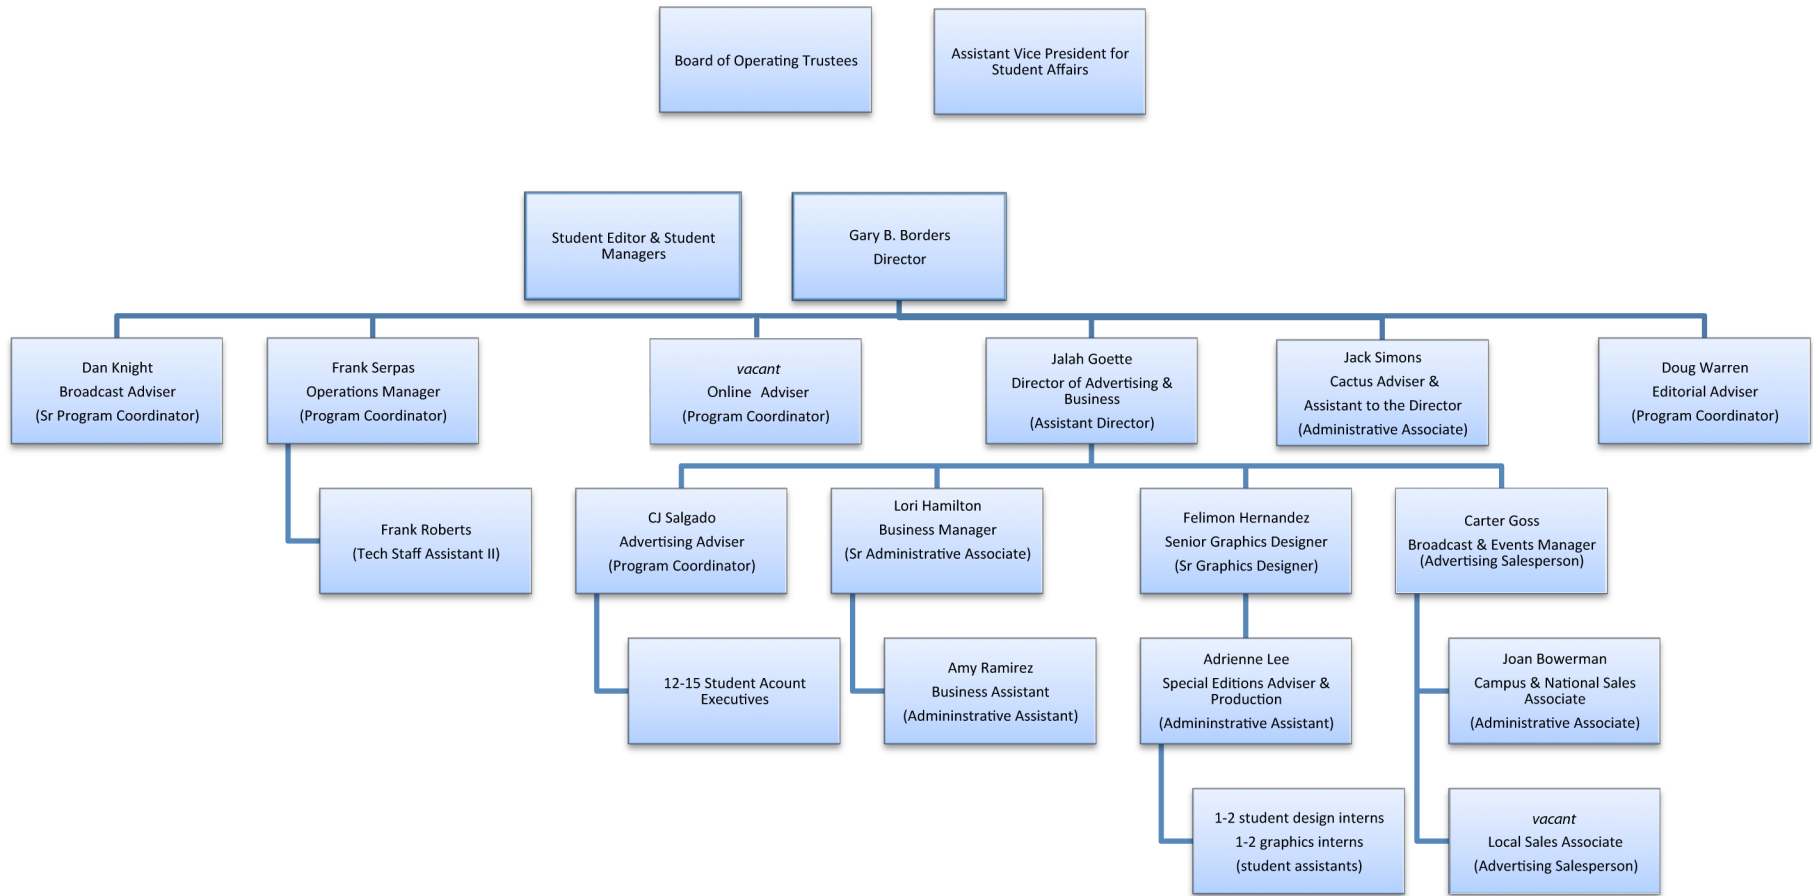 Board of Operating Trustees
Assistant Vice President for
Student Affairs
Student Editor & Student
Managers
Gary B. Borders
Director
Dan Knight
Broadcast Adviser
(Sr Program Coordinator)
Frank Serpas
Operations Manager
(Program Coordinator)
vacant
Online Adviser
(Program Coordinator)
Jalah Goette
Director of Advertising &
Business
(Assistant Director)
Jack Simons
Cactus Adviser &
Assistant to the Director
(Administrative Associate)
Doug Warren
Editorial Adviser
(Program Coordinator)
Frank Roberts
(Tech Staff Assistant II)
CJ Salgado
Advertising Adviser
(Program Coordinator)
Lori Hamilton
Business Manager
(Sr Administrative Associate)
Felimon Hernandez
Senior Graphics Designer
(Sr Graphics Designer)
Carter Goss
Broadcast & Events Manager
(Advertising Salesperson)
12-15 Student Acount
Executives
Amy Ramirez
Business Assistant
(Admininstrative Assistant)
Adrienne Lee
Special Editions Adviser &
Production
(Admininstrative Assistant)
Joan Bowerman
Campus & National Sales
Associate
(Administrative Associate)
1-2 student design interns
1-2 graphics interns
(student assistants)
vacant
Local Sales Associate
(Advertising Salesperson)